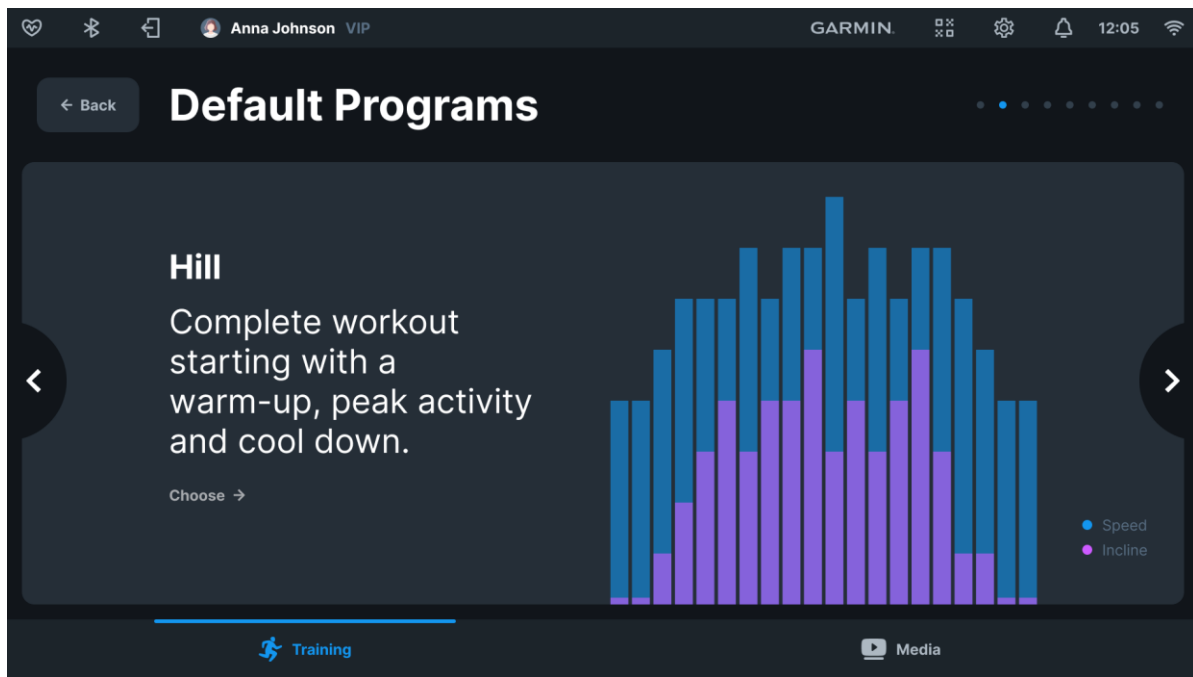 Anna Johnson VIP
GARMIN.
12:05
← Back
Default Programs
Hill
Complete workout
starting with a
warm-up, peak activity
and cool down.
Choose →
Speed
Incline
Training
Media